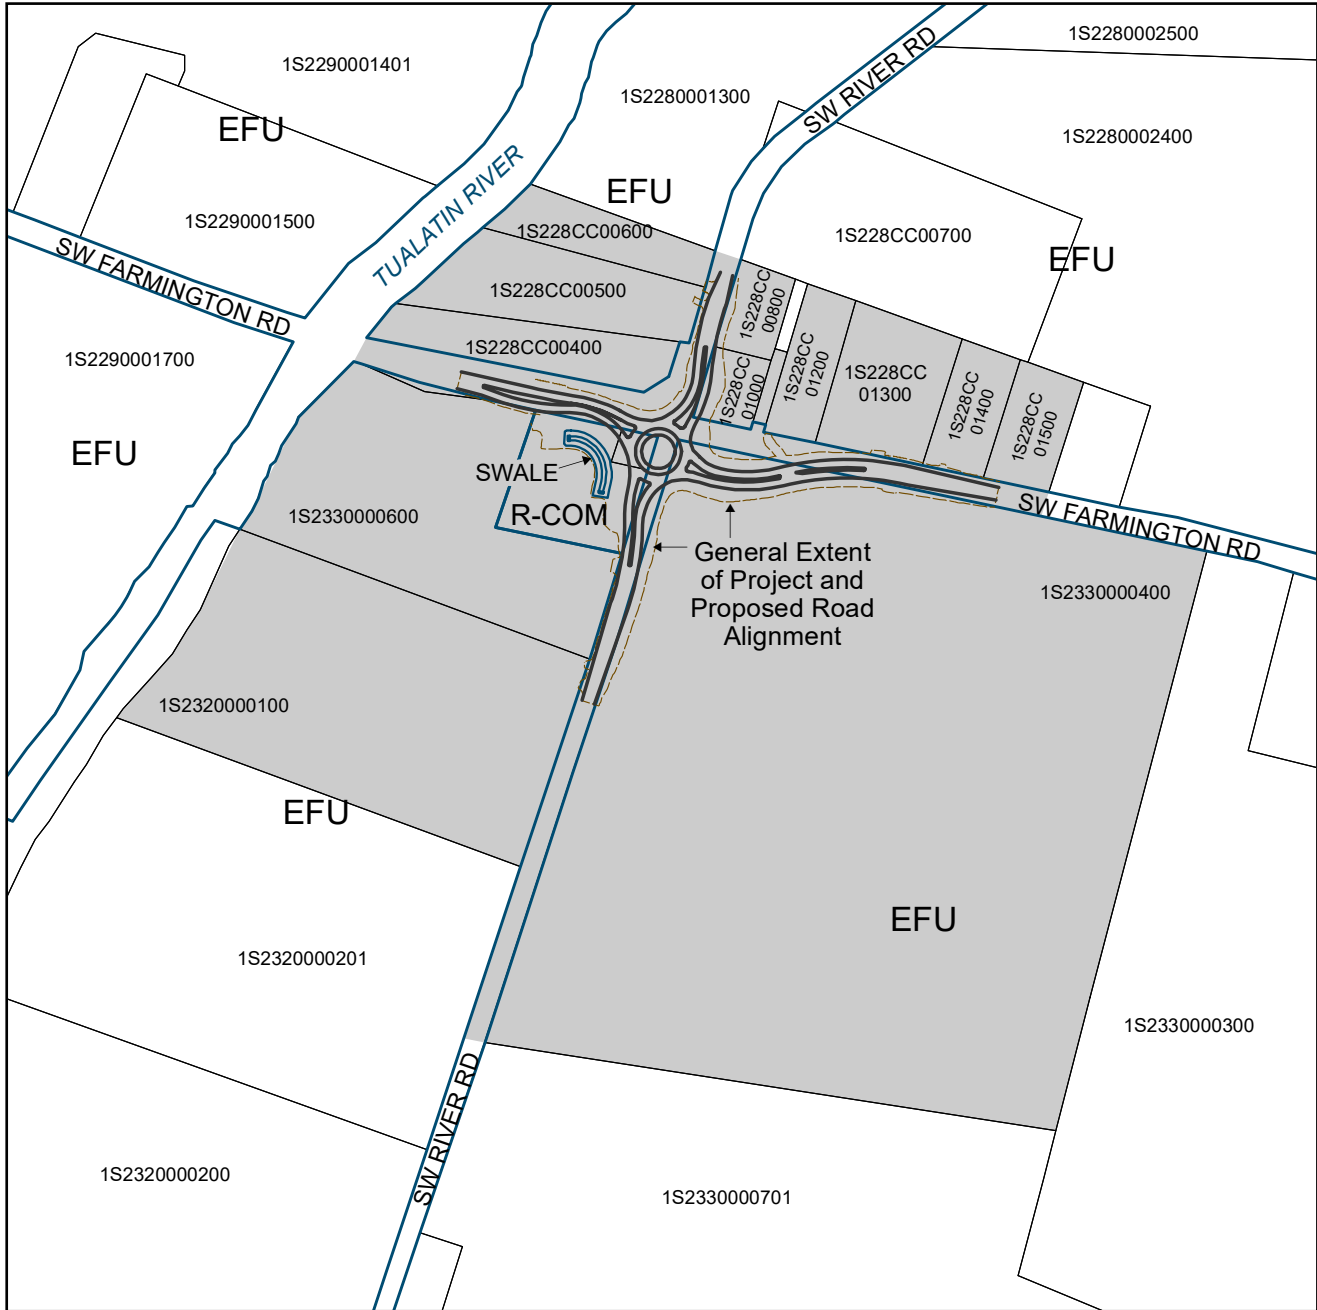 1S2280002500
1S2290001401
SW RIVER RD
1S2280001300
EFU
1S2280002400
TUALATIN RIVER
EFU
1S2290001500
1S228CC00600
1S228CC00700
SW FARMINGTON RD
EFU
1S228CC00500
1S228CC
00800
1S228CC00400
1S2290001700
1S228CC
01000
1S228CC
01200
1S228CC
01300
1S228CC
01400
1S228CC
01500
EFU
SWALE
SW FARMINGTON RD
1S2330000600
R-COM
General Extent
of Project and
Proposed Road
Alignment
1S2330000400
1S2320000100
EFU
EFU
1S2320000201
1S2330000300
SW RIVER RD
1S2320000200
1S2330000701